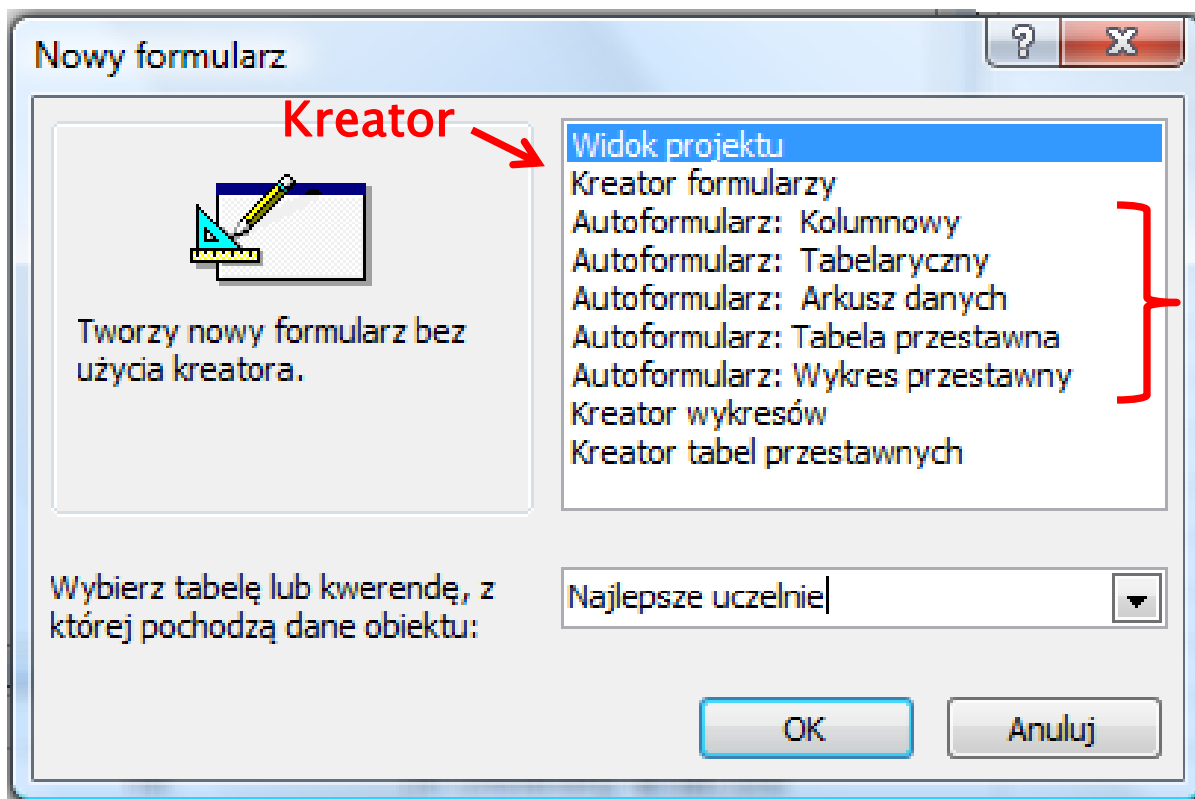 Nowy formularz
Kreator
Widok projektu
Kreator formularzy
Autoformularz: Kolumnowy
Autoformularz: Tabelaryczny
Autoformularz: Arkusz danych
Autoformularz: Tabela przestawna
Autoformularz: Wykres przestawny
Kreator wykresów
Kreator tabel przestawnych
Tworzy nowy formularz bez
użycia kreatora.
Wybierz tabelę lub kwerendę, z
której pochodzą dane obiektu:
Najlepsze uczelnie
OK
Anuluj